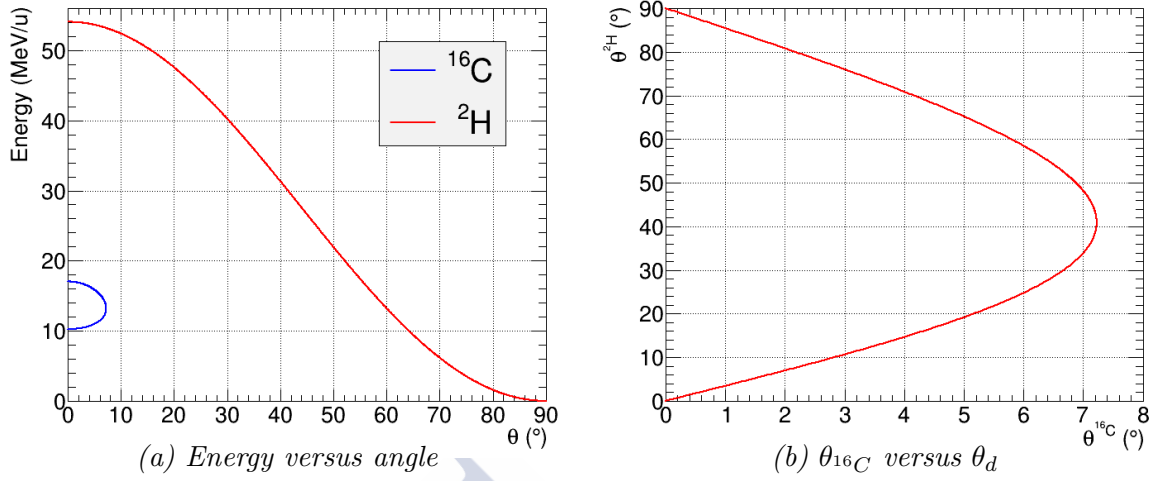 Energy (MeV/u)
50
40
30
20
10
0
¹⁶C
²H
0 10 20 30 40 50 60 70 80 90
θ (°)
(a) Energy versus angle
θ²H (°)
90
80
70
60
50
40
30
20
10
0
0 1 2 3 4 5 6 7 8
θ¹⁶C (°)
(b) θ₁₆C versus θd